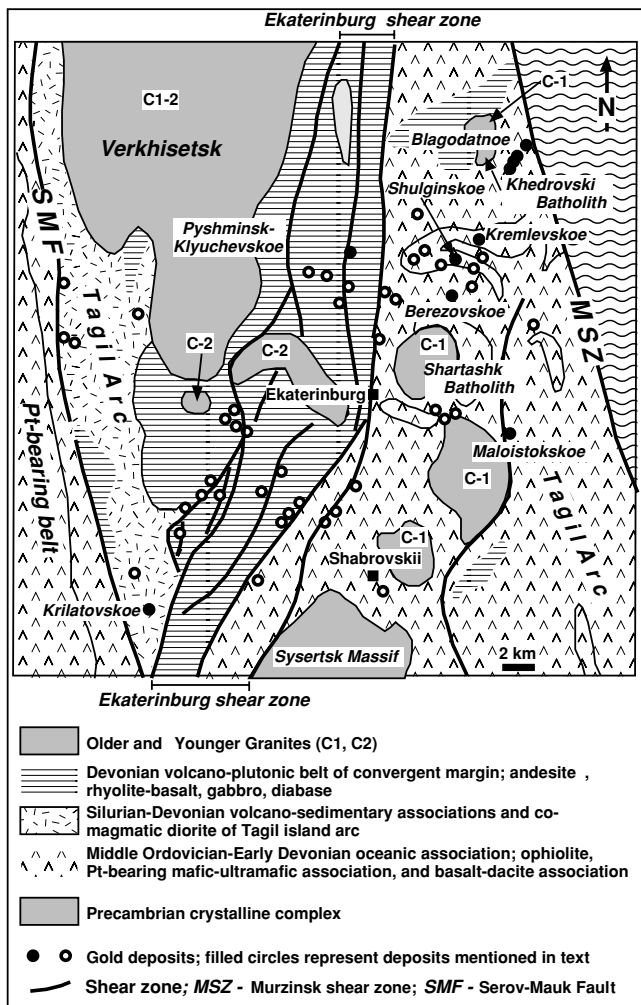 Ekaterinburg shear zone
C1-2
Verkhisetsk
C-1
N
Blagodatnoe
Khedrovski
Batholith
Shulginskoe
Kremlevskoe
SMF
Pyshminsk-
Klyuchevskoe
Tagil Arc
Berezovskoe
MSZ
C-2
C-2
C-1
Shartashk
Batholith
Ekaterinburg
Pt-bearing belt
Maloistokskoe
C-1
Tagil Arc
C-1
Shabrovskii
Krilatovskoe
Sysertsk Massif
2 km
Ekaterinburg shear zone
Older and Younger Granites (C1, C2)
Devonian volcano-plutonic belt of convergent margin; andesite ,
rhyolite-basalt, gabbro, diabase
Silurian-Devonian volcano-sedimentary associations and co-
magmatic diorite of Tagil island arc
Middle Ordovician-Early Devonian oceanic association; ophiolite,
Pt-bearing mafic-ultramafic association, and basalt-dacite association
Precambrian crystalline complex
Gold deposits; filled circles represent deposits mentioned in text
Shear zone; MSZ - Murzinsk shear zone; SMF - Serov-Mauk Fault